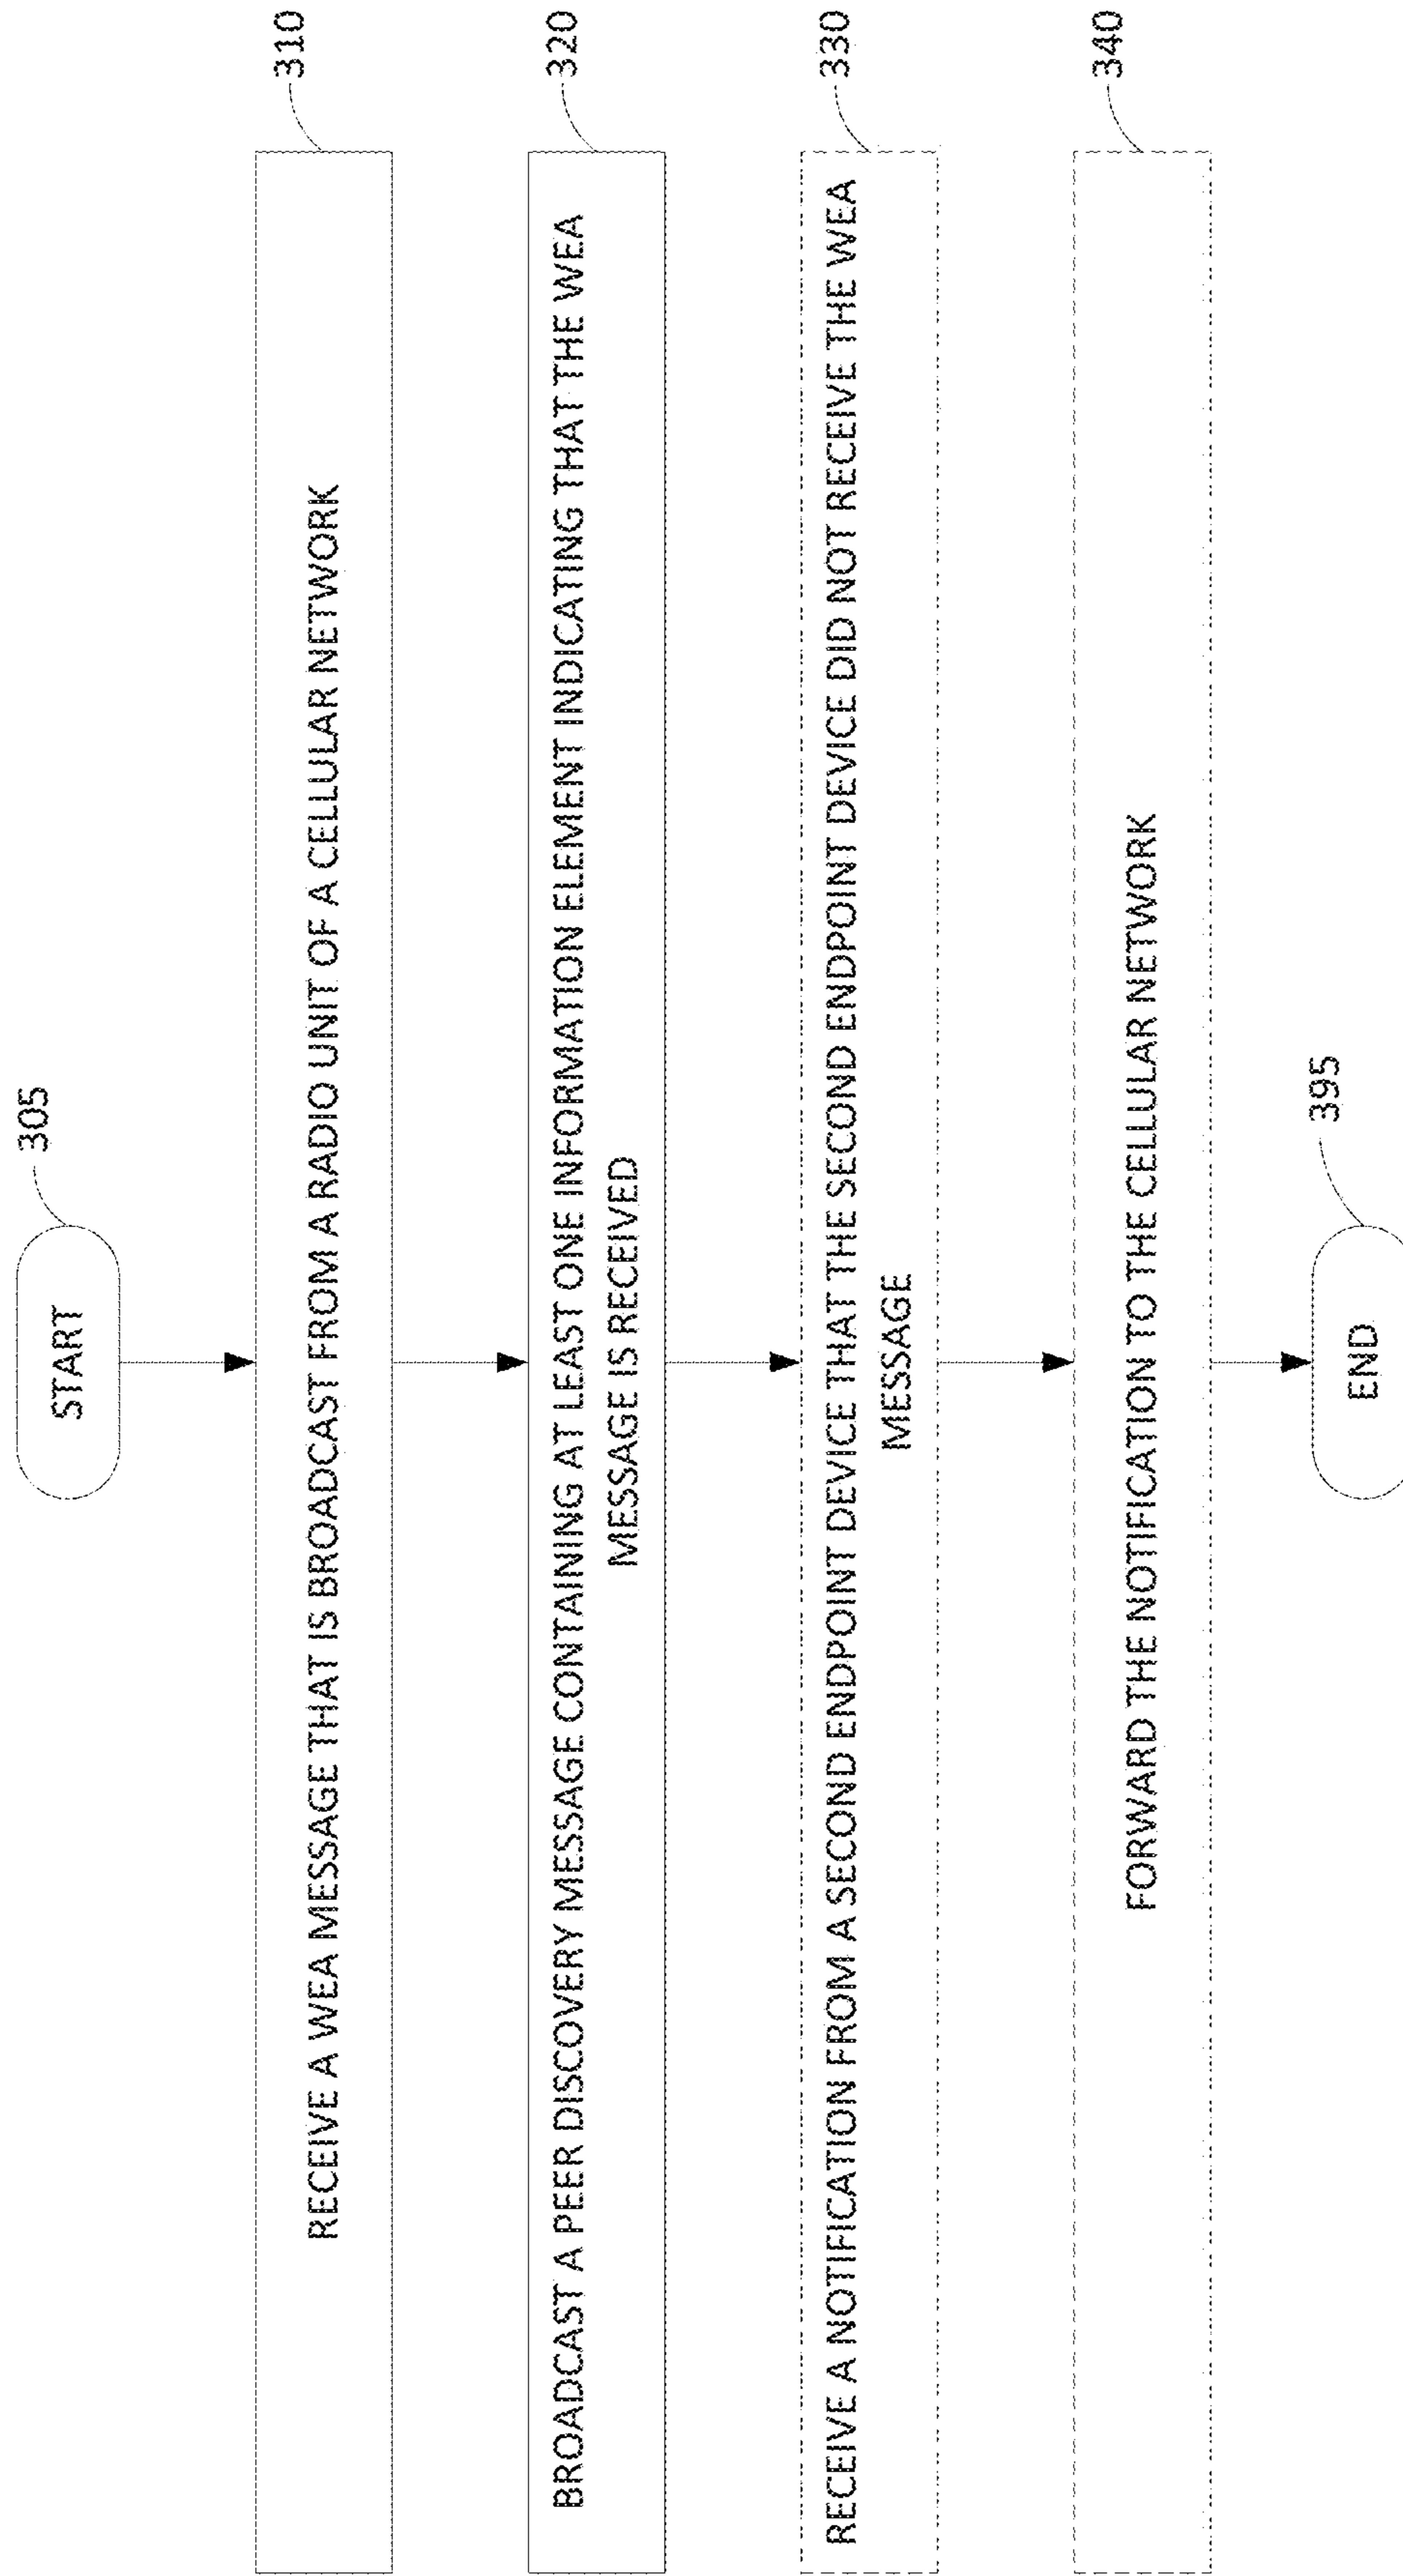 305
START
310
RECEIVE A WEA MESSAGE THAT IS BROADCAST FROM A RADIO UNIT OF A CELLULAR NETWORK
320
BROADCAST A PEER DISCOVERY MESSAGE CONTAINING AT LEAST ONE INFORMATION ELEMENT INDICATING THAT THE WEA
MESSAGE IS RECEIVED
330
RECEIVE A NOTIFICATION FROM A SECOND ENDPOINT DEVICE THAT THE SECOND ENDPOINT DEVICE DID NOT RECEIVE THE WEA
MESSAGE
340
FORWARD THE NOTIFICATION TO THE CELLULAR NETWORK
395
END